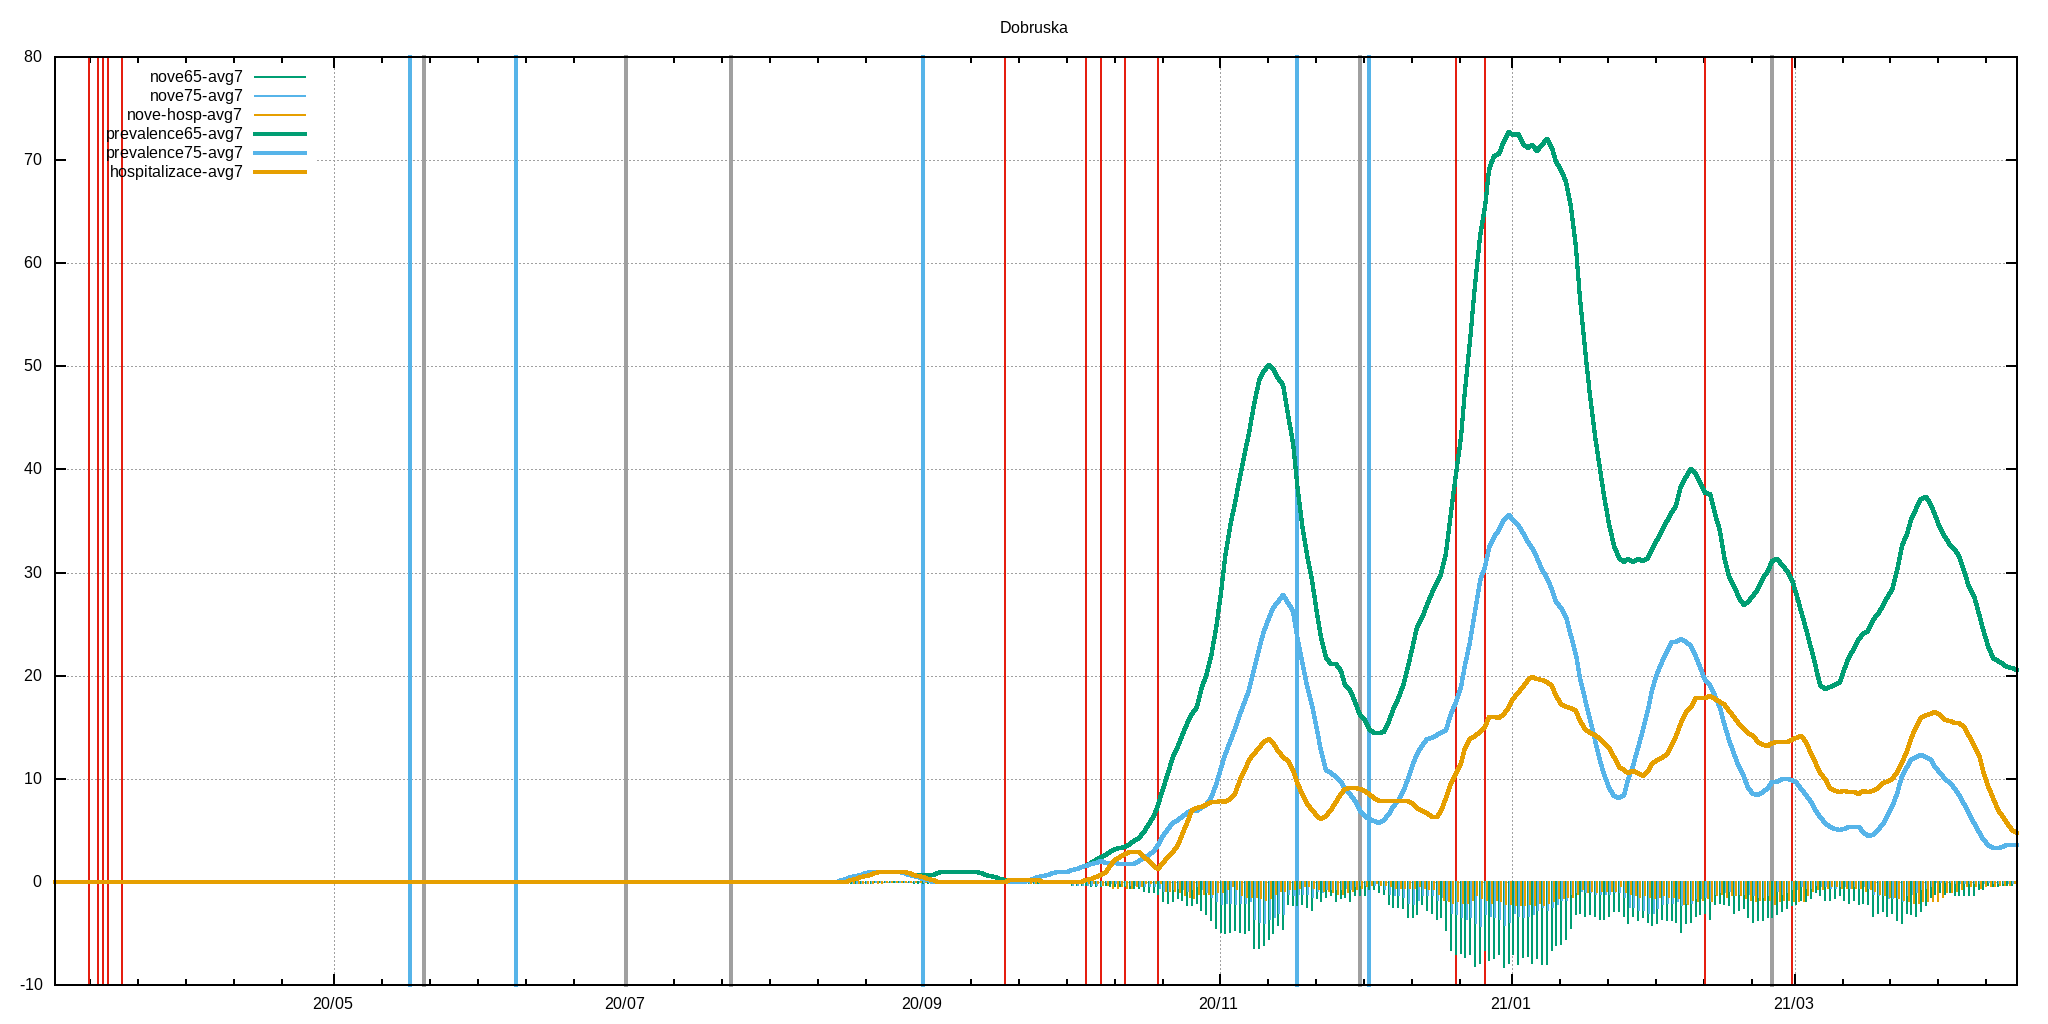 Dobruska
80
70
60
50
40
30
20
10
0
-10
nove65-avg7
nove75-avg7
nove-hosp-avg7
prevalence65-avg7
prevalence75-avg7
hospitalizace-avg7
20/05
20/07
20/09
20/11
21/01
21/03